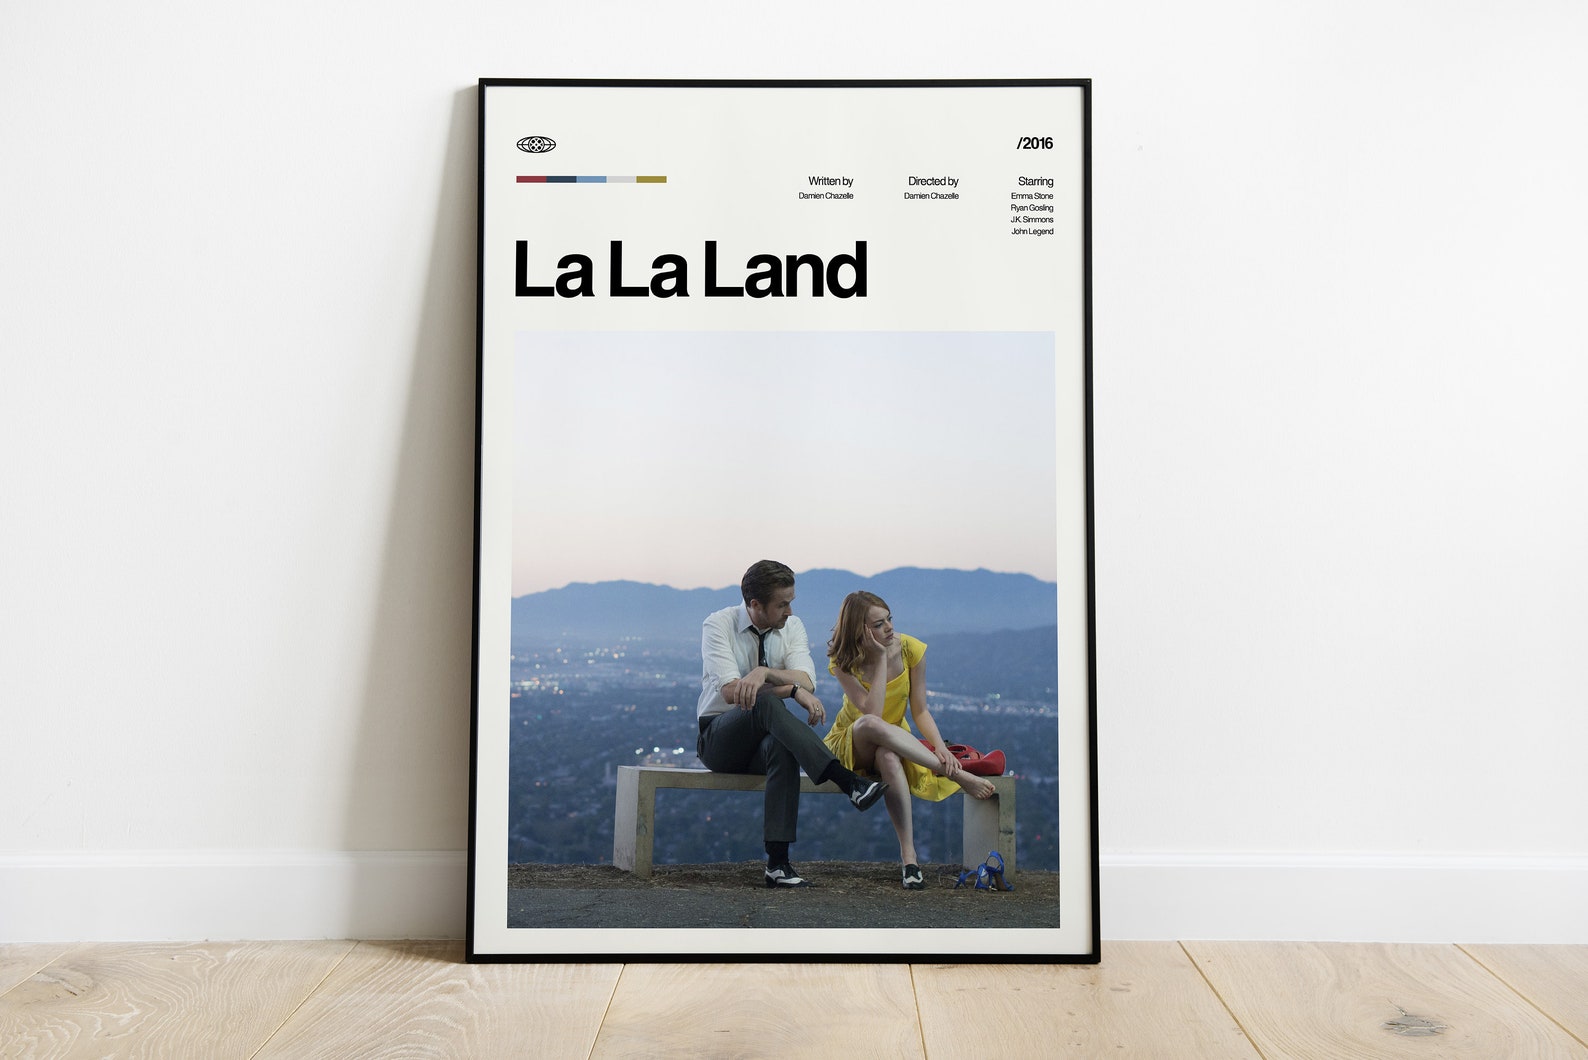 /2016
Written by
Damien Chazelle
Directed by
Damien Chazelle
Starring
Emma Stone
Ryan Gosling
J.K. Simmons
John Legend
La La Land